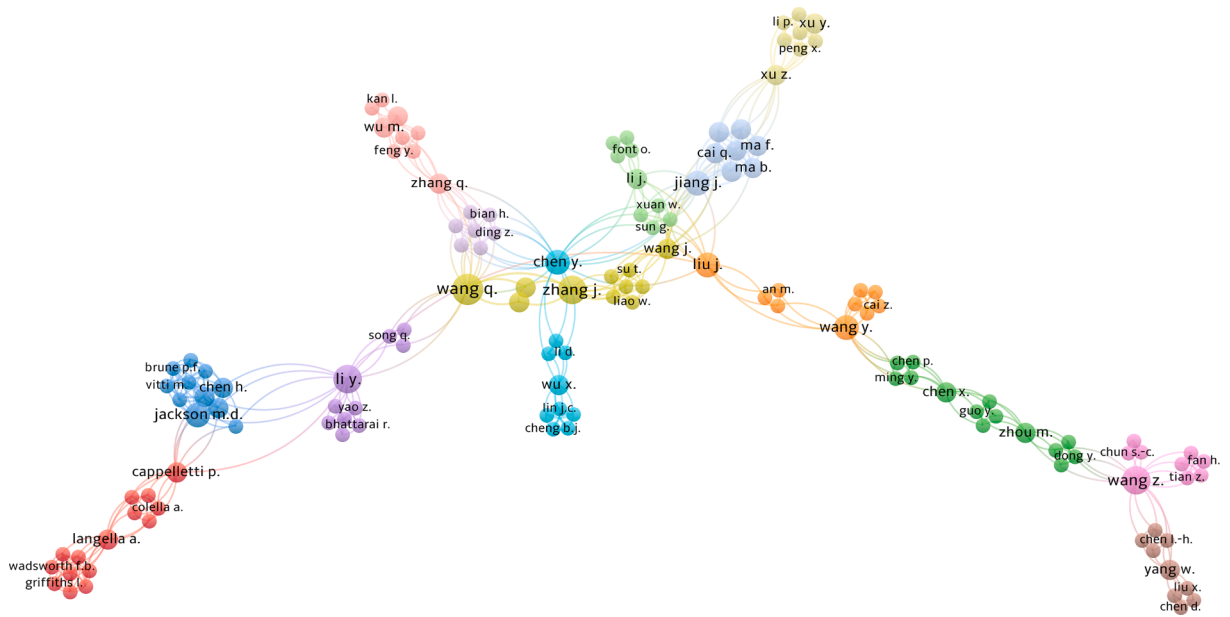 li p.
xu y.
peng x.
xu z.
kan l.
wu m.
feng y.
font o.
cai q.
ma f.
ma b.
zhang q.
li j.
jiang j.
bian h.
xuan w.
ding z.
sun g.
wang j.
chen y.
liu j.
su t.
wang q.
zhang j.
an m.
liao w.
cai z.
wang y.
song q.
li d.
brune p.f.
chen p.
vitti m.
chen h.
li y.
wu x.
ming y.
chen x.
yao z.
lin j.c.
guo y.
jackson m.d.
bhattarai r.
cheng b.j.
zhou m.
chun s.-c.
dong y.
fan h.
cappelletti p.
wang z.
tian z.
colella a.
langella a.
chen l.-h.
wadsworth f.b.
yang w.
griffiths l.
liu x.
chen d.